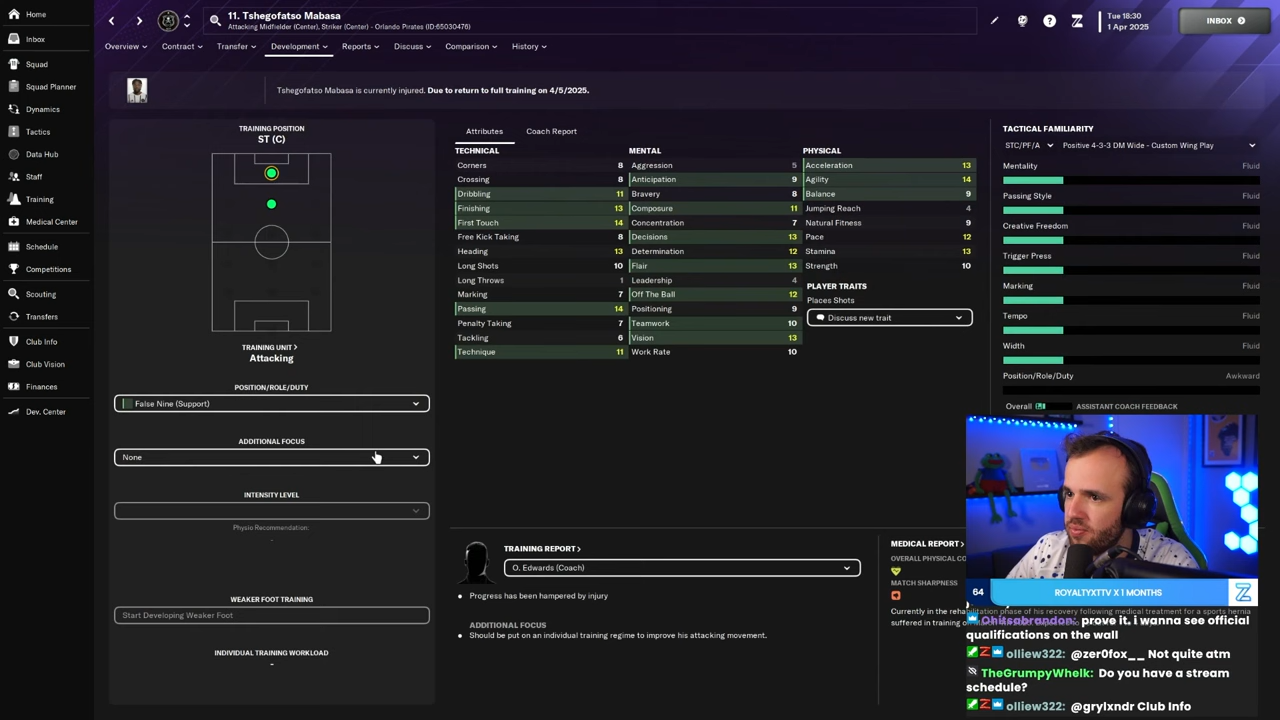 Home
Inbox
Squad
Squad Planner
Dynamics
Tactics
Data Hub
Staff
Training
Medical Center
Schedule
Competitions
Scouting
Transfers
Club Info
Club Vision
Finances
Dev. Center
11. Tshegofatso Mabasa
Attacking Midfielder (Center), Striker (Center) - Orlando Pirates (ID:65030476)
Tue 18:30
1 Apr 2025
INBOX
Overview
Contract
Transfer
Development
Reports
Discuss
Comparison
History
Tshegofatso Mabasa is currently injured. Due to return to full training on 4/5/2025.
TRAINING POSITION
ST (C)
TRAINING UNIT
Attacking
POSITION/ROLE/DUTY
False Nine (Support)
ADDITIONAL FOCUS
None
INTENSITY LEVEL
Physio Recommendation:
-
WEAKER FOOT TRAINING
Start Developing Weaker Foot
INDIVIDUAL TRAINING WORKLOAD
-
Attributes
Coach Report
TECHNICAL
Corners 8
Crossing 8
Dribbling 11
Finishing 13
First Touch 14
Free Kick Taking 8
Heading 13
Long Shots 10
Long Throws 1
Marking 7
Passing 14
Penalty Taking 7
Tackling 6
Technique 11
MENTAL
Aggression 5
Anticipation 9
Bravery 8
Composure 11
Concentration 7
Decisions 13
Determination 12
Flair 13
Leadership 4
Off The Ball 12
Positioning 9
Teamwork 10
Vision 13
Work Rate 10
PHYSICAL
Acceleration 13
Agility 14
Balance 9
Jumping Reach 4
Natural Fitness 9
Pace 12
Stamina 13
Strength 10
PLAYER TRAITS
Places Shots
Discuss new trait
TACTICAL FAMILIARITY
STC/PF/A
Positive 4-3-3 DM Wide - Custom Wing Play
Mentality Fluid
Passing Style Fluid
Creative Freedom Fluid
Trigger Press Fluid
Marking Fluid
Tempo Fluid
Width Fluid
Position/Role/Duty Awkward
Overall
ASSISTANT COACH FEEDBACK
TRAINING REPORT
O. Edwards (Coach)
Progress has been hampered by injury
ADDITIONAL FOCUS
Should be put on an individual training regime to improve his attacking movement.
MEDICAL REPORT
OVERALL PHYSICAL CO
MATCH SHARPNESS
Currently in the rehab
suffered in training o
64 ROYALTYXTTV X 1 MONTHS
Ohitsabrandon: prove it. i wanna see official
qualifications on the wall
olliew322: @zer0fox__ Not quite atm
TheGrumpyWhelk: Do you have a stream
schedule?
olliew322: @grylxndr Club Info